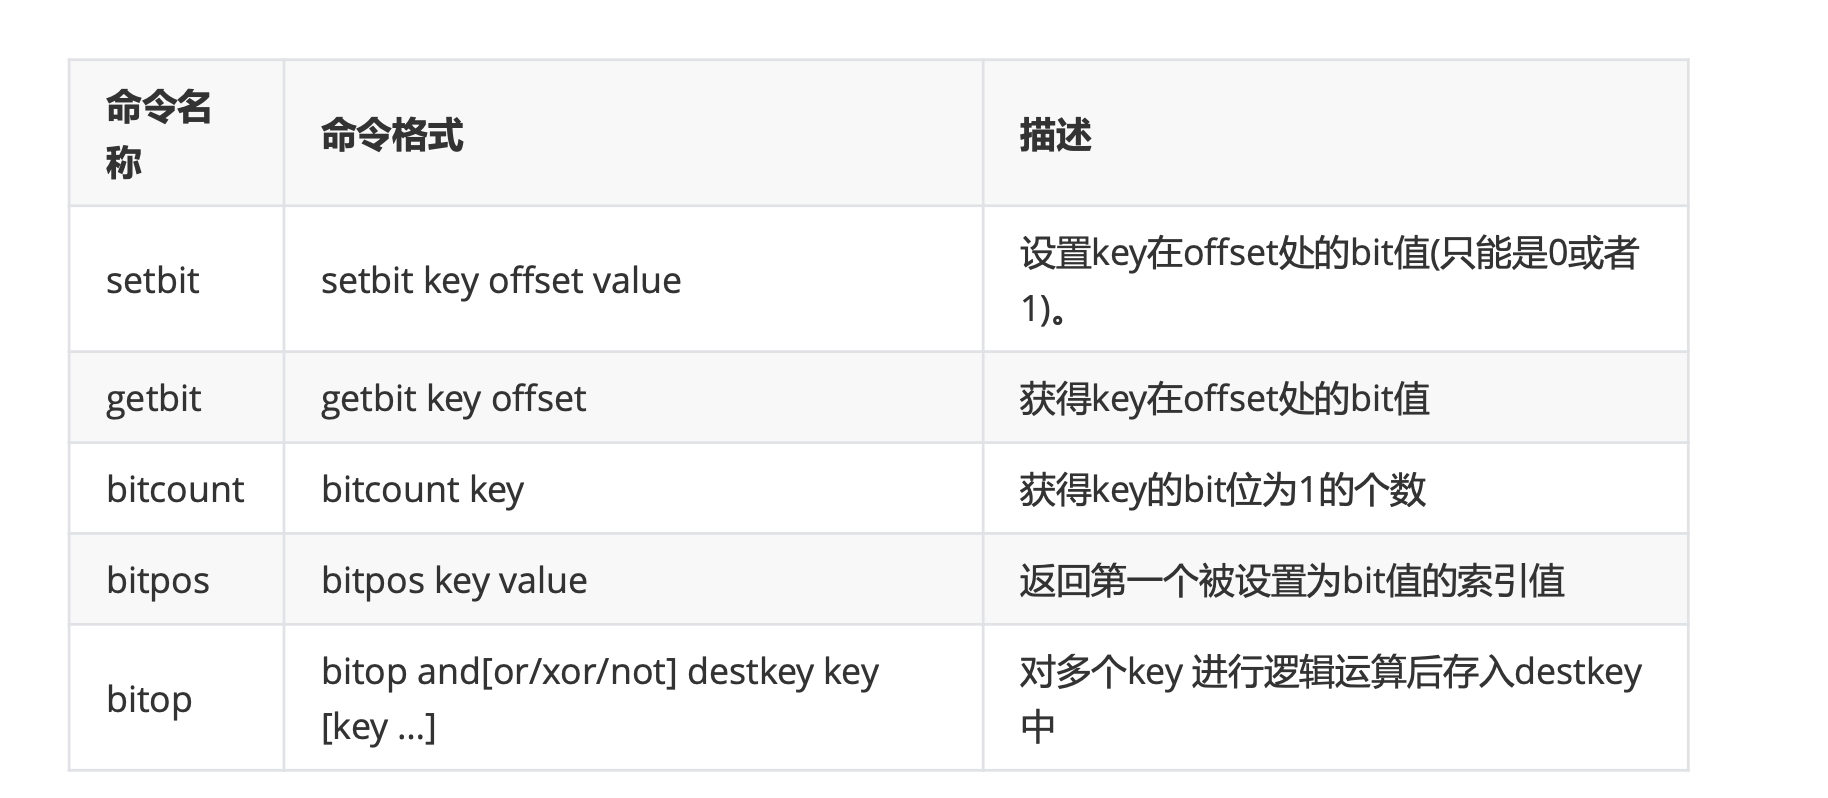 命令名
称
命令格式
描述
setbit
setbit key offset value
设置key在offset处的bit值(只能是0或者
1)。
getbit
getbit key offset
获得key在offset处的bit值
bitcount
bitcount key
获得key的bit位为1的个数
bitpos
bitpos key value
返回第一个被设置为bit值的索引值
bitop
bitop and[or/xor/not] destkey key
[key ...]
对多个key 进行逻辑运算后存入destkey
中